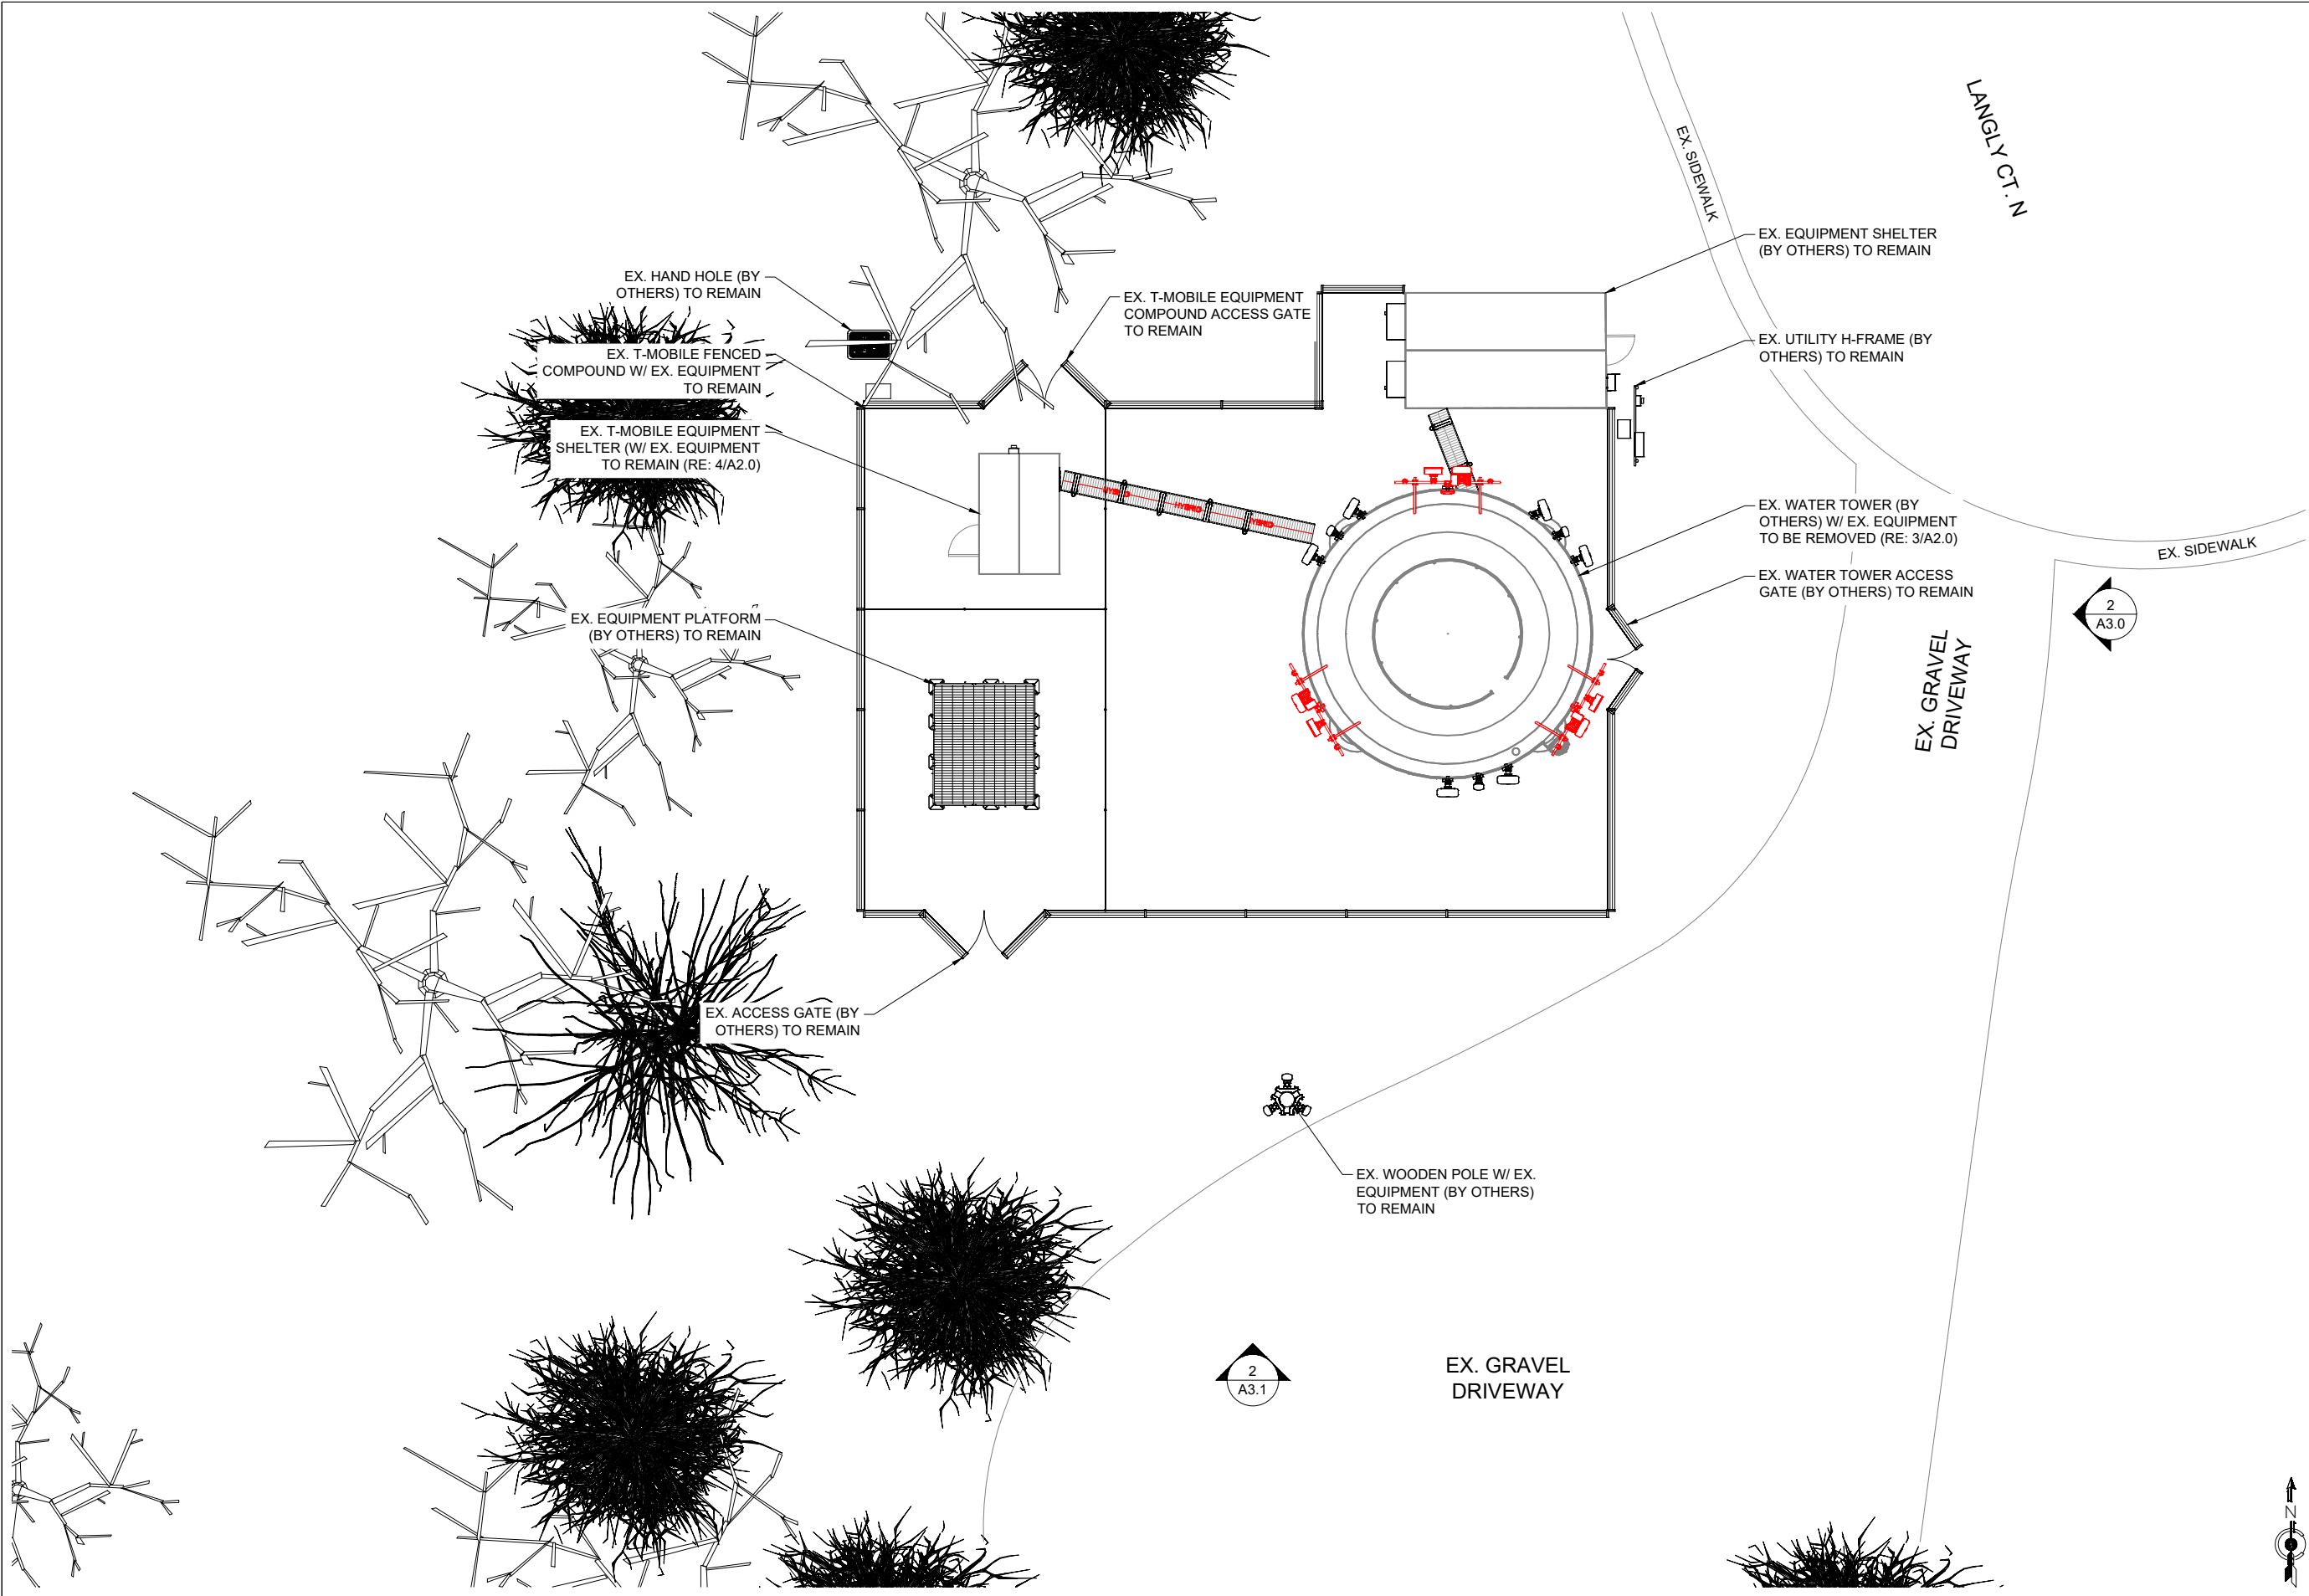 LANGLY CT. N
EX. SIDEWALK
EX. EQUIPMENT SHELTER
(BY OTHERS) TO REMAIN
EX. HAND HOLE (BY
OTHERS) TO REMAIN
EX. T-MOBILE EQUIPMENT
COMPOUND ACCESS GATE
TO REMAIN
EX. UTILITY H-FRAME (BY
OTHERS) TO REMAIN
EX. T-MOBILE FENCED
COMPOUND W/ EX. EQUIPMENT
TO REMAIN
EX. T-MOBILE EQUIPMENT
SHELTER (W/ EX. EQUIPMENT
TO REMAIN (RE: 4/A2.0)
HYBRID
HYBRID
HYBRID
EX. WATER TOWER (BY
OTHERS) W/ EX. EQUIPMENT
TO BE REMOVED (RE: 3/A2.0)
EX. SIDEWALK
EX. WATER TOWER ACCESS
GATE (BY OTHERS) TO REMAIN
2
A3.0
EX. EQUIPMENT PLATFORM
(BY OTHERS) TO REMAIN
EX. GRAVEL
DRIVEWAY
EX. ACCESS GATE (BY
OTHERS) TO REMAIN
EX. WOODEN POLE W/ EX.
EQUIPMENT (BY OTHERS)
TO REMAIN
2
A3.1
EX. GRAVEL
DRIVEWAY
N